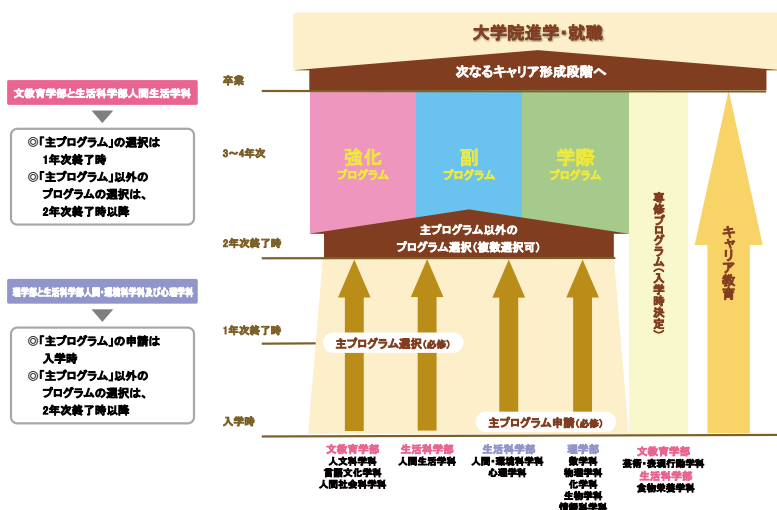 大学院進学・就職
次なるキャリア形成段階へ
卒業
文教育学部と生活科学部人間生活学科
◎「主プログラム」の選択は
1年次終了時
◎「主プログラム」以外の
プログラムの選択は、
2年次終了時以降
3〜4年次
強化
プログラム
副
プログラム
学際
プログラム
専修プログラム(入学時決定)
キャリア教育
2年次終了時
主プログラム以外の
プログラム選択(複数選択可)
理学部と生活科学部人間・環境科学科及び心理学科
◎「主プログラム」の申請は
入学時
◎「主プログラム」以外の
プログラムの選択は、
2年次終了時以降
1年次終了時
主プログラム選択(必修)
入学時
主プログラム申請(必修)
文教育学部
人文科学科
言語文化学科
人間社会科学科
生活科学部
人間生活学科
生活科学部
人間・環境科学科
心理学科
理学部
数学科
物理学科
化学科
生物学科
情報科学科
文教育学部
芸術・表現行動学科
生活科学部
食物栄養学科